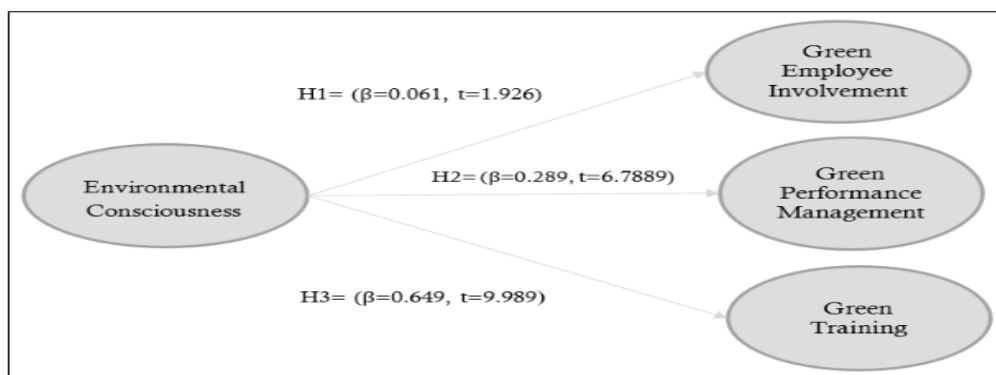 Green
Employee
Involvement
H1= (β=0.061, t=1.926)
Environmental
Consciousness
H2=(β=0.289, t=6.7889)
Green
Performance
Management
H3= (β=0.649, t=9.989)
Green
Training